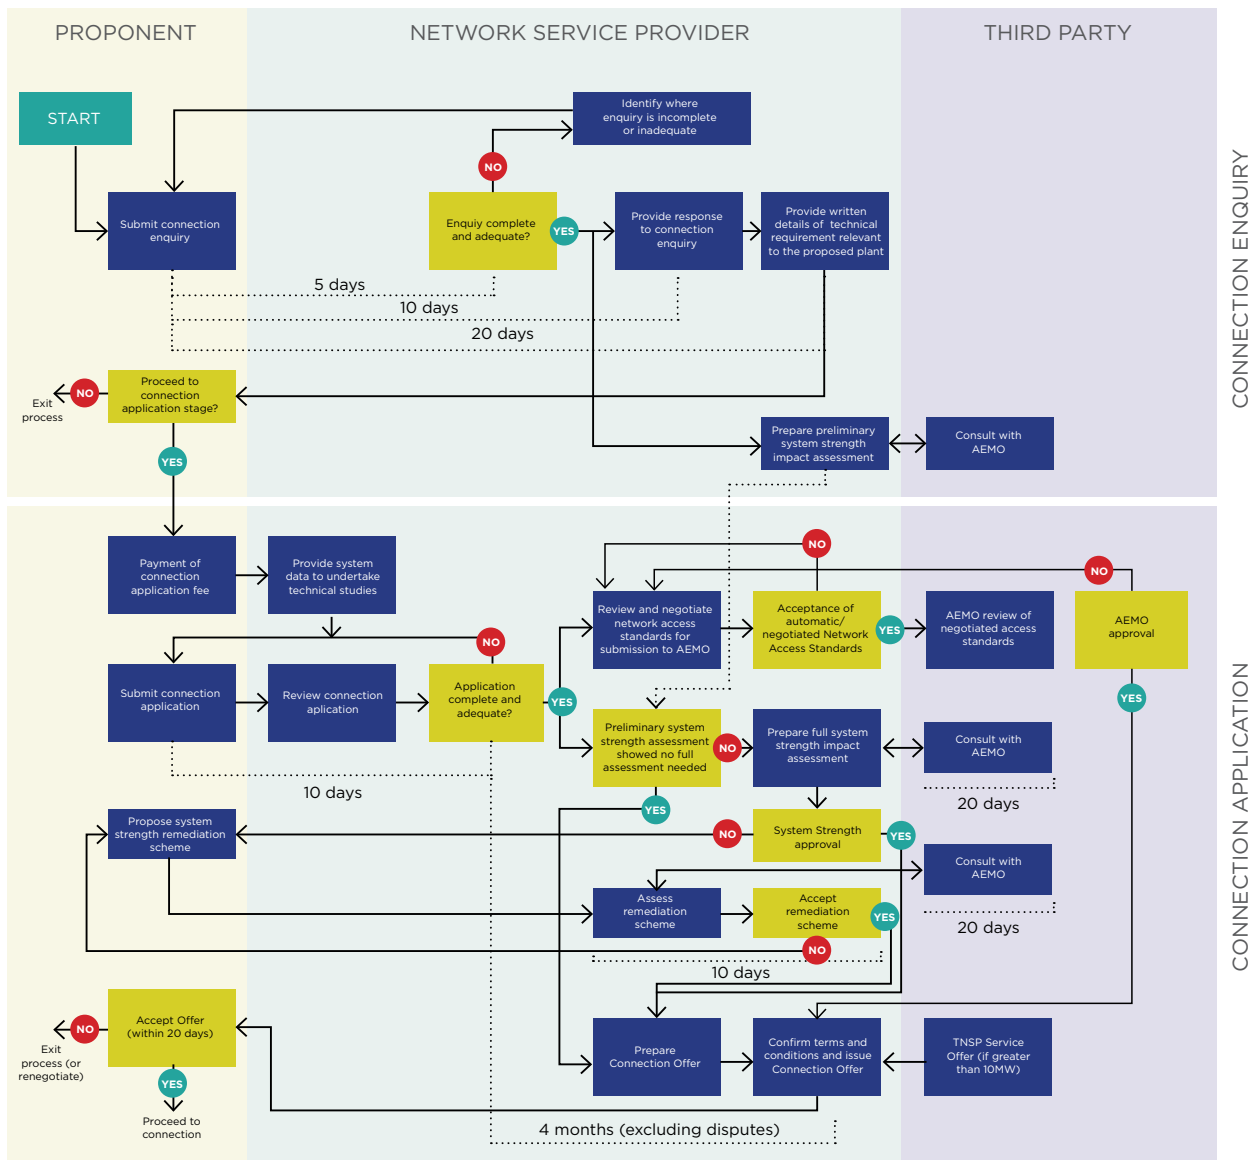 PROPONENT
NETWORK SERVICE PROVIDER
THIRD PARTY
CONNECTION ENQUIRY
START
Identify where
enquiry is incomplete
or inadequate
NO
Submit connection
enquiry
Enquiy complete
and adequate?
YES
Provide response
to connection
enquiry
Provide written
details of technical
requirement relevant
to the proposed plant
5 days
10 days
20 days
Proceed to
connection
application stage?
NO
Exit
process
YES
Prepare preliminary
system strength
impact assessment
Consult with
AEMO
CONNECTION APPLICATION
Payment of
connection
application fee
Provide system
data to undertake
technical studies
NO
NO
Review and negotiate
network access
standards for
submission to AEMO
Acceptance of
automatic/
negotiated Network
Access Standards
YES
AEMO review of
negotiated access
standards
AEMO
approval
YES
NO
Submit connection
application
Review connection
aplication
Application
complete and
adequate?
YES
Preliminary system
strength assessment
showed no full
assessment needed
NO
Prepare full system
strength impact
assessment
Consult with
AEMO
20 days
10 days
YES
Propose system
strength remediation
scheme
NO
System Strength
approval
YES
Consult with
AEMO
20 days
Assess
remediation
scheme
Accept
remediation
scheme
YES
NO
10 days
Accept Offer
(within 20 days)
NO
Exit
process (or
renegotiate)
YES
Proceed to
connection
Prepare
Connection Offer
Confirm terms and
conditions and issue
Connection Offer
TNSP Service
Offer (if greater
than 10MW)
4 months (excluding disputes)